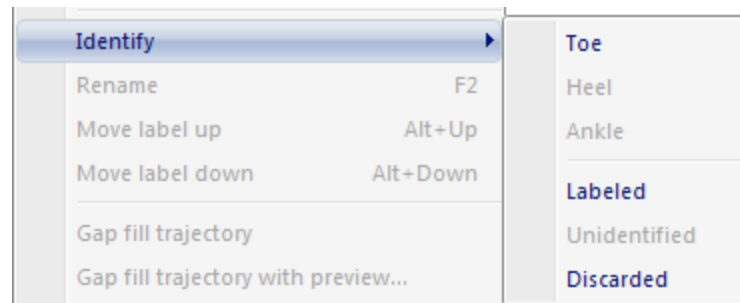 Identify
Rename F2
Move label up Alt+Up
Move label down Alt+Down
Gap fill trajectory
Gap fill trajectory with preview...
Toe
Heel
Ankle
Labeled
Unidentified
Discarded